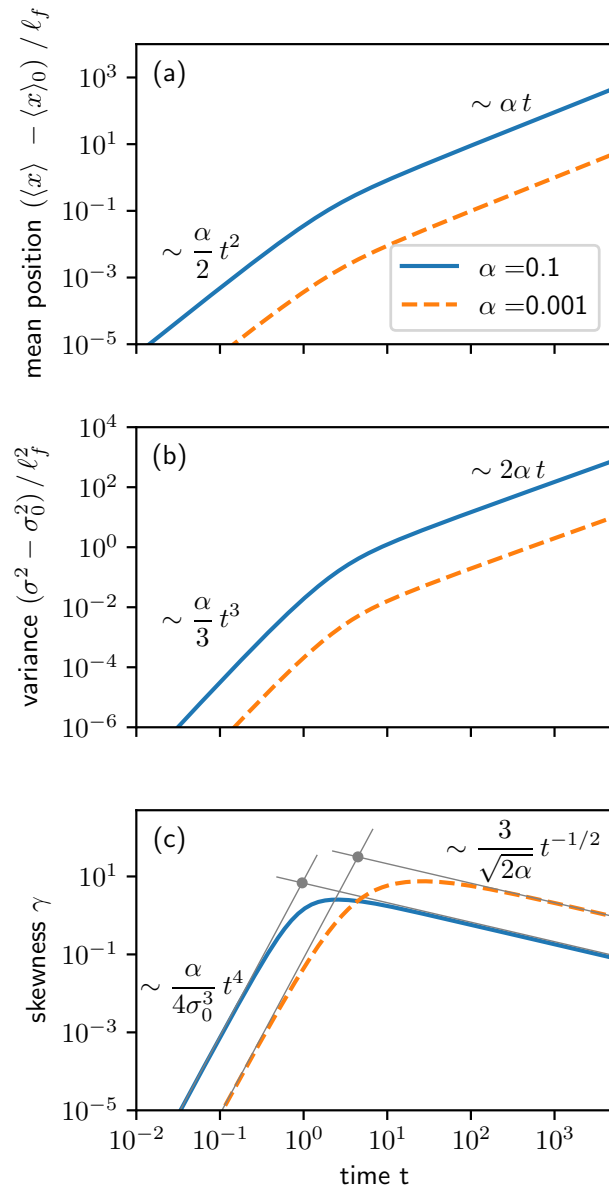 mean position (⟨x⟩ − ⟨x⟩₀) / ℓ_f
(a)
10³
10¹
10⁻¹
10⁻³
10⁻⁵
∼ α t
∼ α/2 t²
α =0.1
α =0.001
variance (σ² − σ₀²) / ℓ_f²
(b)
10⁴
10²
10⁰
10⁻²
10⁻⁴
10⁻⁶
∼ 2α t
∼ α/3 t³
skewness γ
(c)
10¹
10⁻¹
10⁻³
10⁻⁵
∼ 3/√(2α) t⁻¹/²
∼ α/(4σ₀³) t⁴
10⁻² 10⁻¹ 10⁰ 10¹ 10² 10³
time t